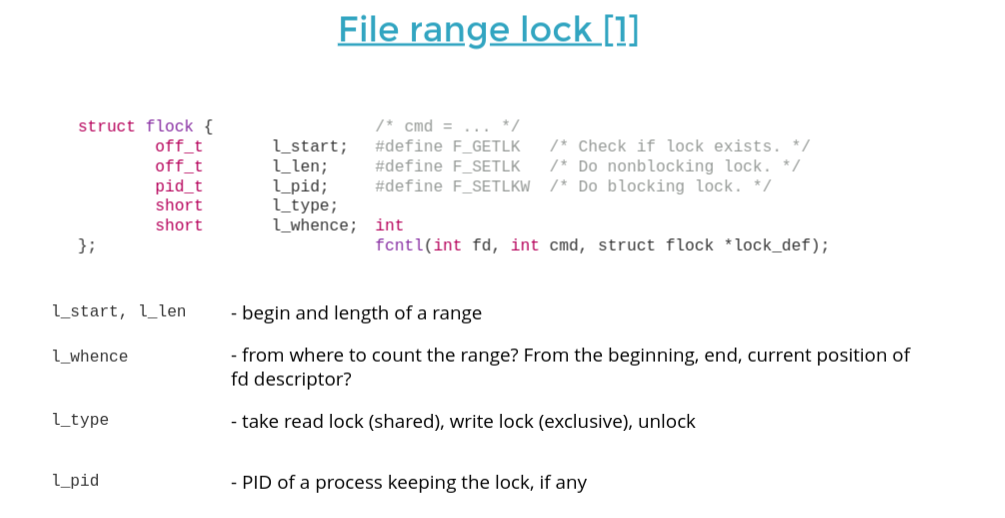 File range lock [1]
struct flock {
off_t l_start;
off_t l_len;
pid_t l_pid;
short l_type;
short l_whence;
};
/* cmd = ... */
#define F_GETLK /* Check if lock exists. */
#define F_SETLK /* Do nonblocking lock. */
#define F_SETLKW /* Do blocking lock. */
int
fcntl(int fd, int cmd, struct flock *lock_def);
l_start, l_len - begin and length of a range
l_whence - from where to count the range? From the beginning, end, current position of
fd descriptor?
l_type - take read lock (shared), write lock (exclusive), unlock
l_pid - PID of a process keeping the lock, if any